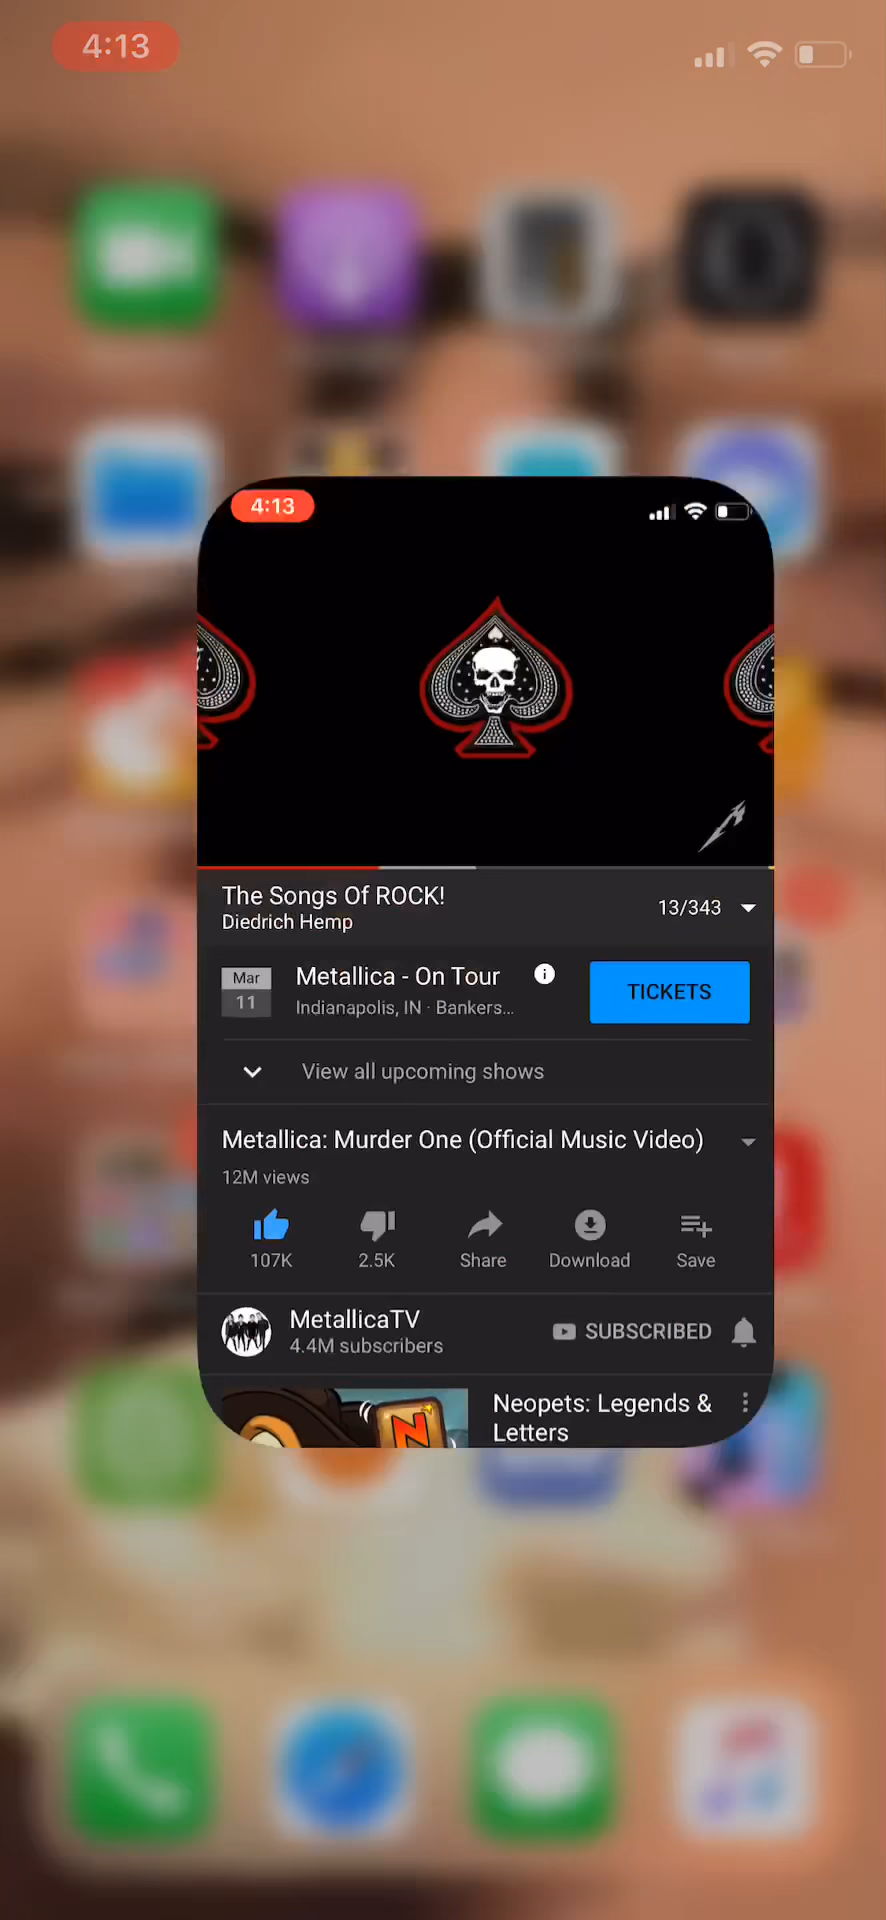 4:13
4:13
The Songs Of ROCK!
Diedrich Hemp
13/343
Mar
11
Metallica - On Tour
Indianapolis, IN · Bankers...
TICKETS
View all upcoming shows
Metallica: Murder One (Official Music Video)
12M views
107K
2.5K
Share
Download
Save
MetallicaTV
4.4M subscribers
SUBSCRIBED
N
Neopets: Legends &
Letters